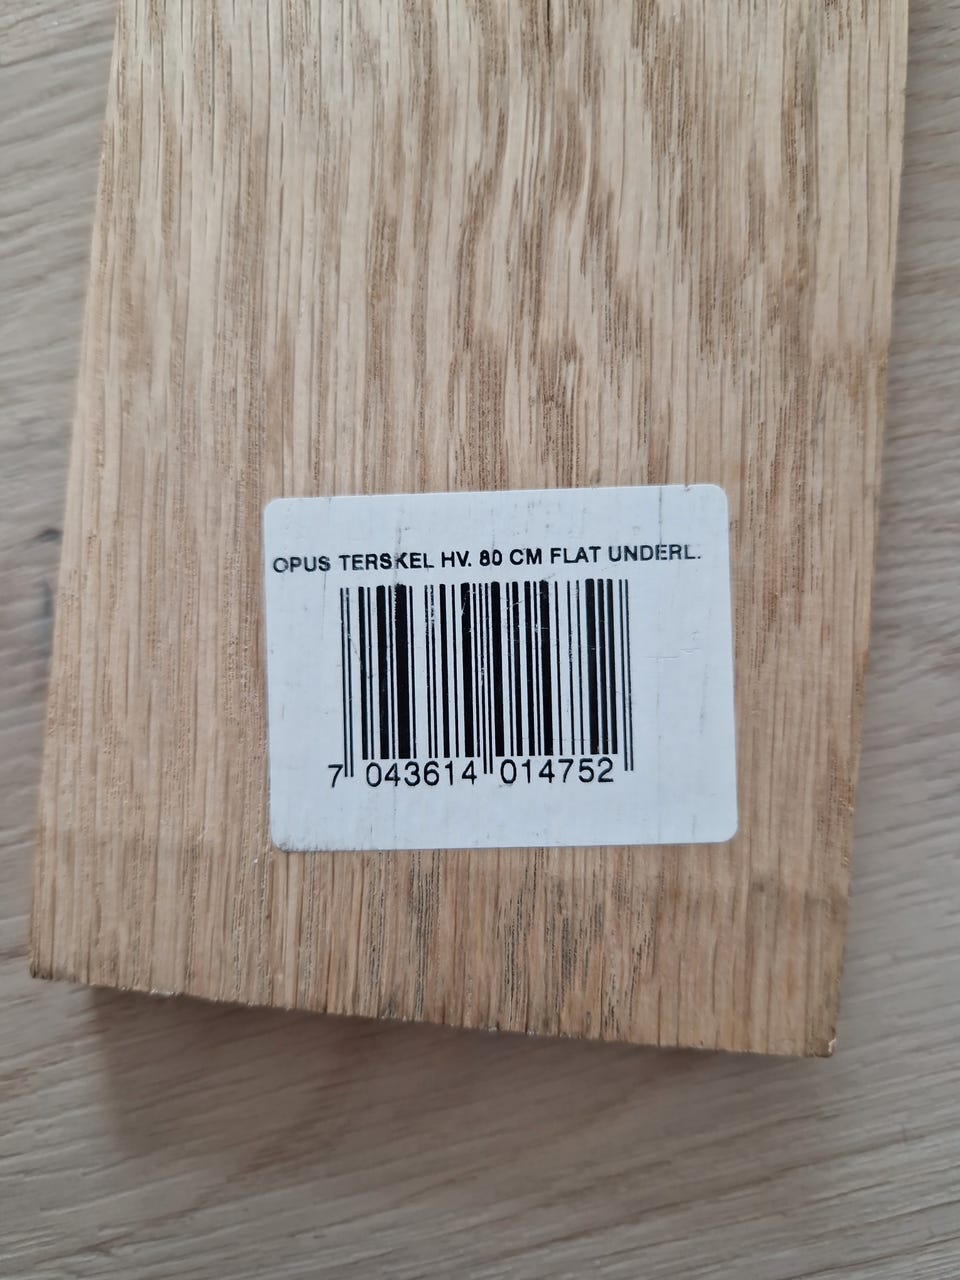 OPUS TERSKEL HV. 80 CM FLAT UNDERL.
7 043614 014752